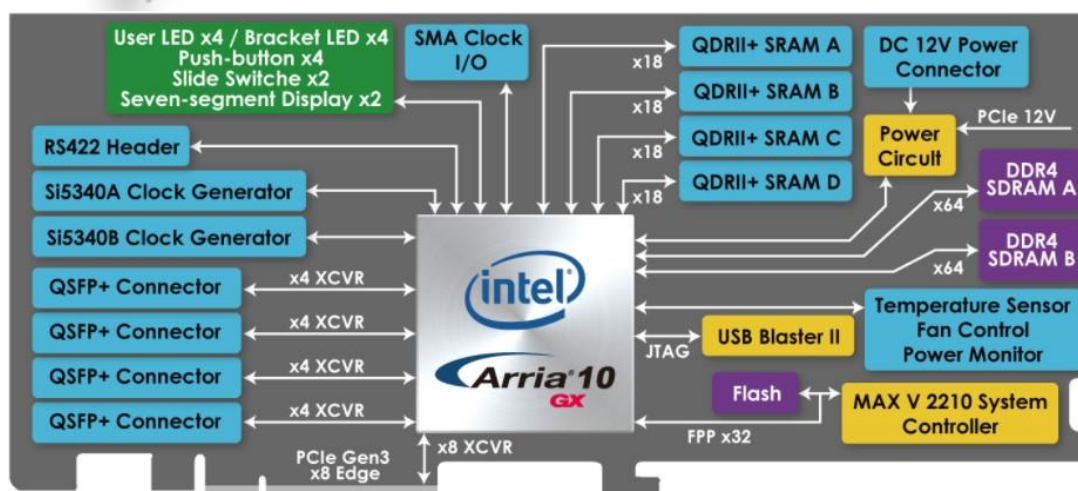 User LED x4 / Bracket LED x4
Push-button x4
Slide Switche x2
Seven-segment Display x2
SMA Clock
I/O
QDRII+ SRAM A
x18
QDRII+ SRAM B
x18
QDRII+ SRAM C
x18
QDRII+ SRAM D
x18
DC 12V Power
Connector
PCIe 12V
Power
Circuit
DDR4
SDRAM A
x64
DDR4
SDRAM B
x64
RS422 Header
Si5340A Clock Generator
Si5340B Clock Generator
QSFP+ Connector
x4 XCVR
QSFP+ Connector
x4 XCVR
QSFP+ Connector
x4 XCVR
QSFP+ Connector
x4 XCVR
intel®
Arria® 10
GX
Temperature Sensor
Fan Control
Power Monitor
JTAG
USB Blaster II
Flash
FPP x32
MAX V 2210 System
Controller
x8 XCVR
PCIe Gen3
x8 Edge